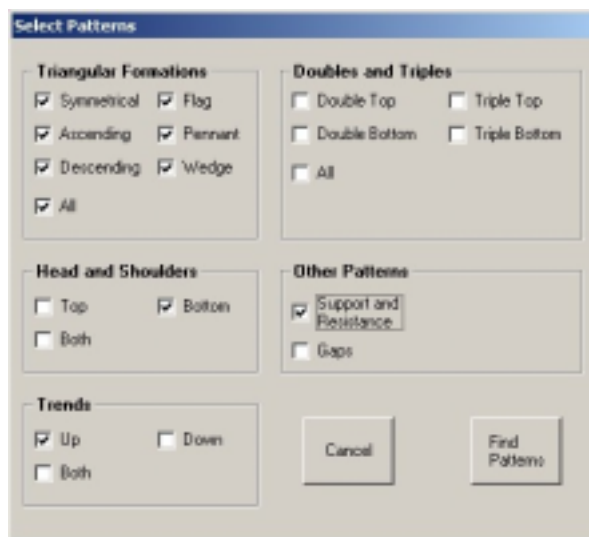 Select Patterns
Triangular Formations
Symmetrical Flag
Ascending Pennant
Descending Wedge
All
Doubles and Triples
Double Top Triple Top
Double Bottom Triple Bottom
All
Head and Shoulders
Top Bottom
Both
Other Patterns
Support and
Resistance
Gaps
Trends
Up Down
Both
Cancel
Find
Patterns